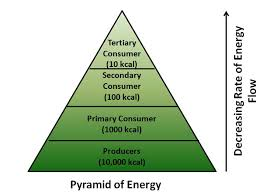 Tertiary
Consumer
(10 kcal)
Secondary
Consumer
(100 kcal)
Primary Consumer
(1000 kcal)
Producers
(10,000 kcal)
Pyramid of Energy
Decreasing Rate of Energy
Flow